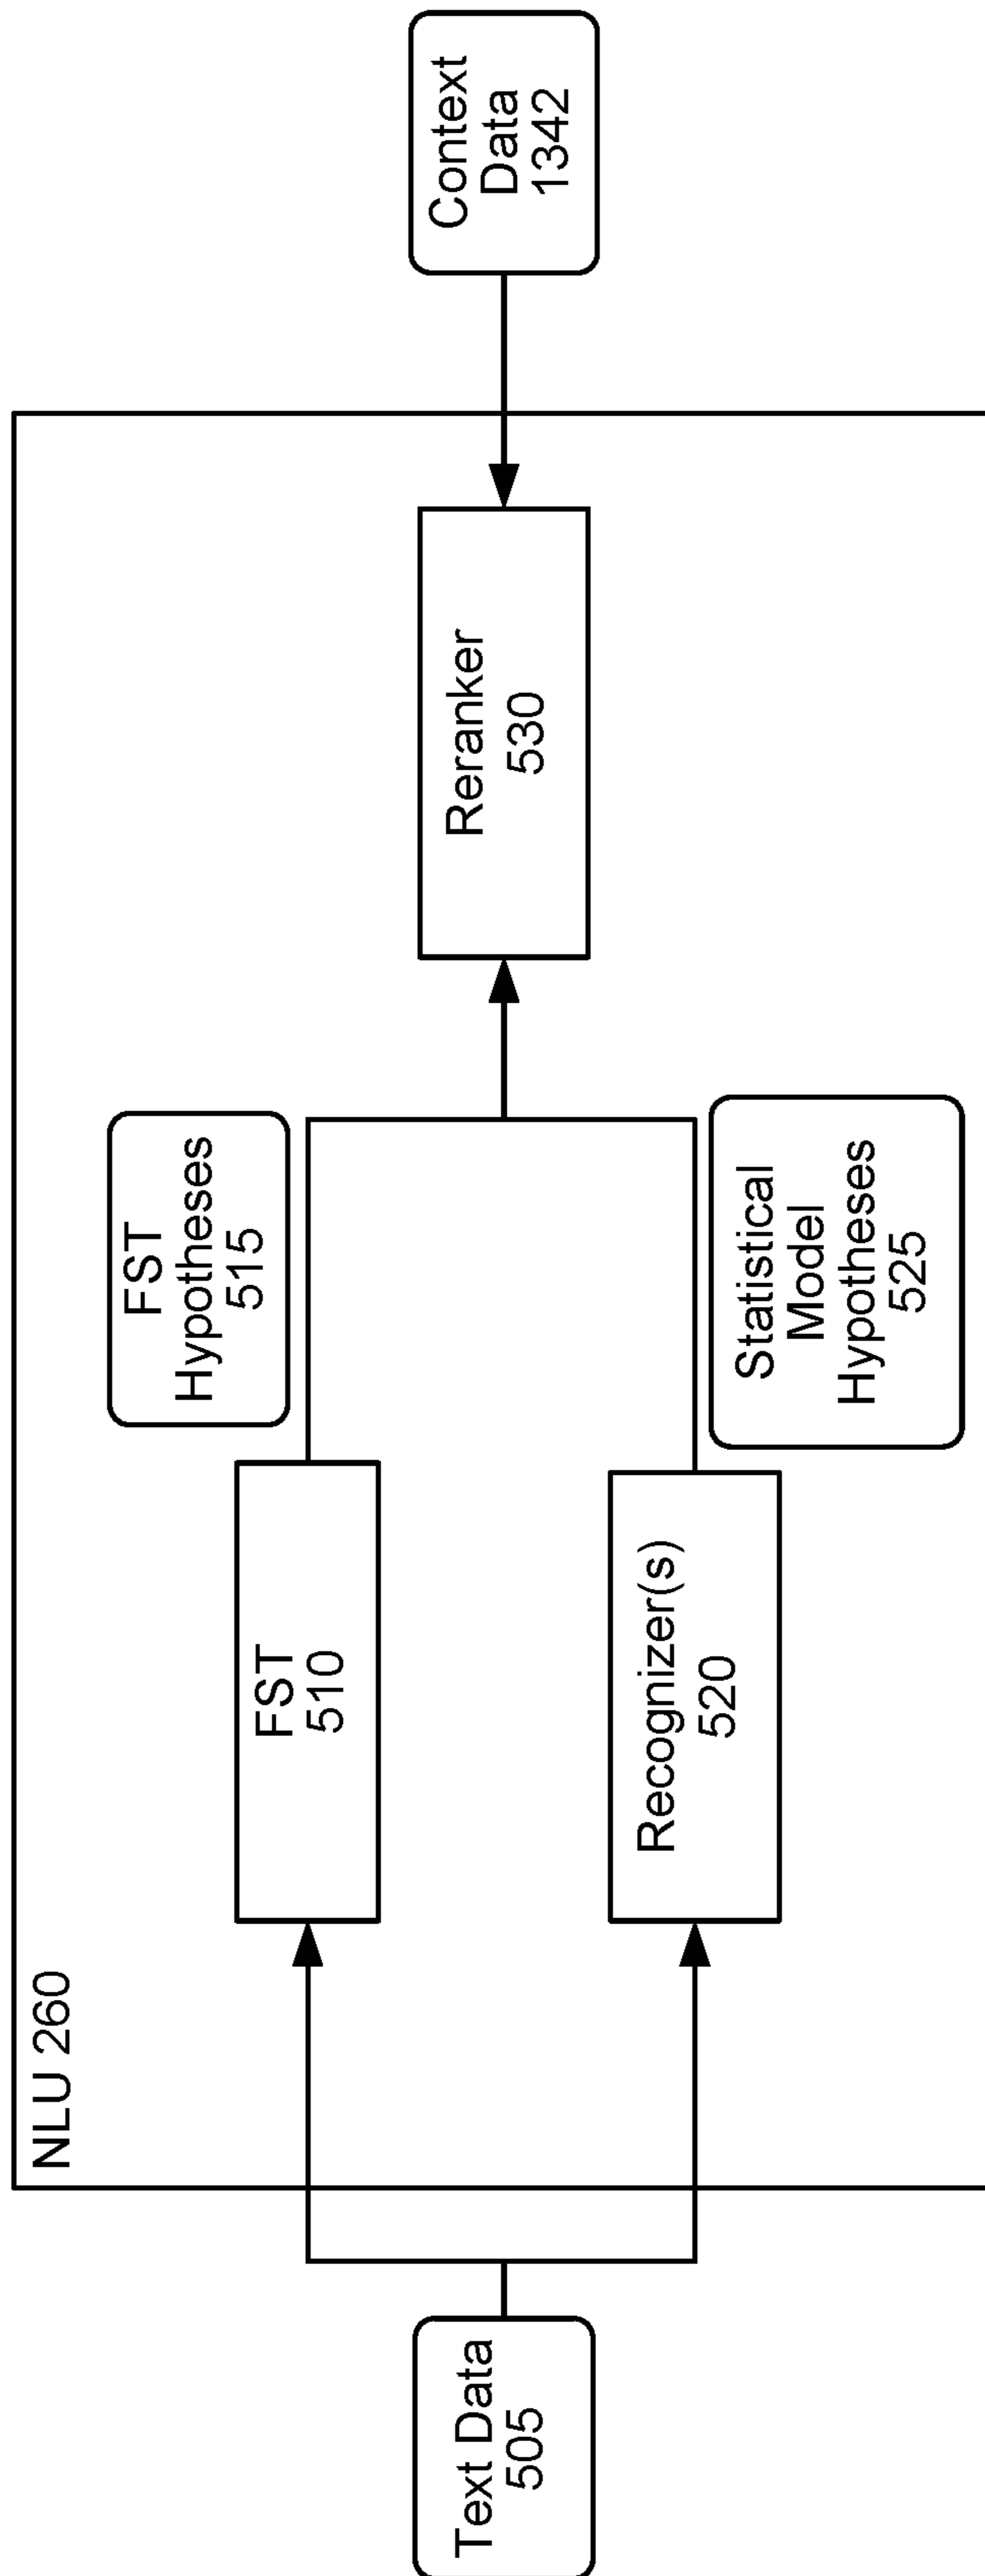 NLU 260
Text Data
505
FST
510
FST
Hypotheses
515
Recognizer(s)
520
Statistical
Model
Hypotheses
525
Reranker
530
Context
Data
1342